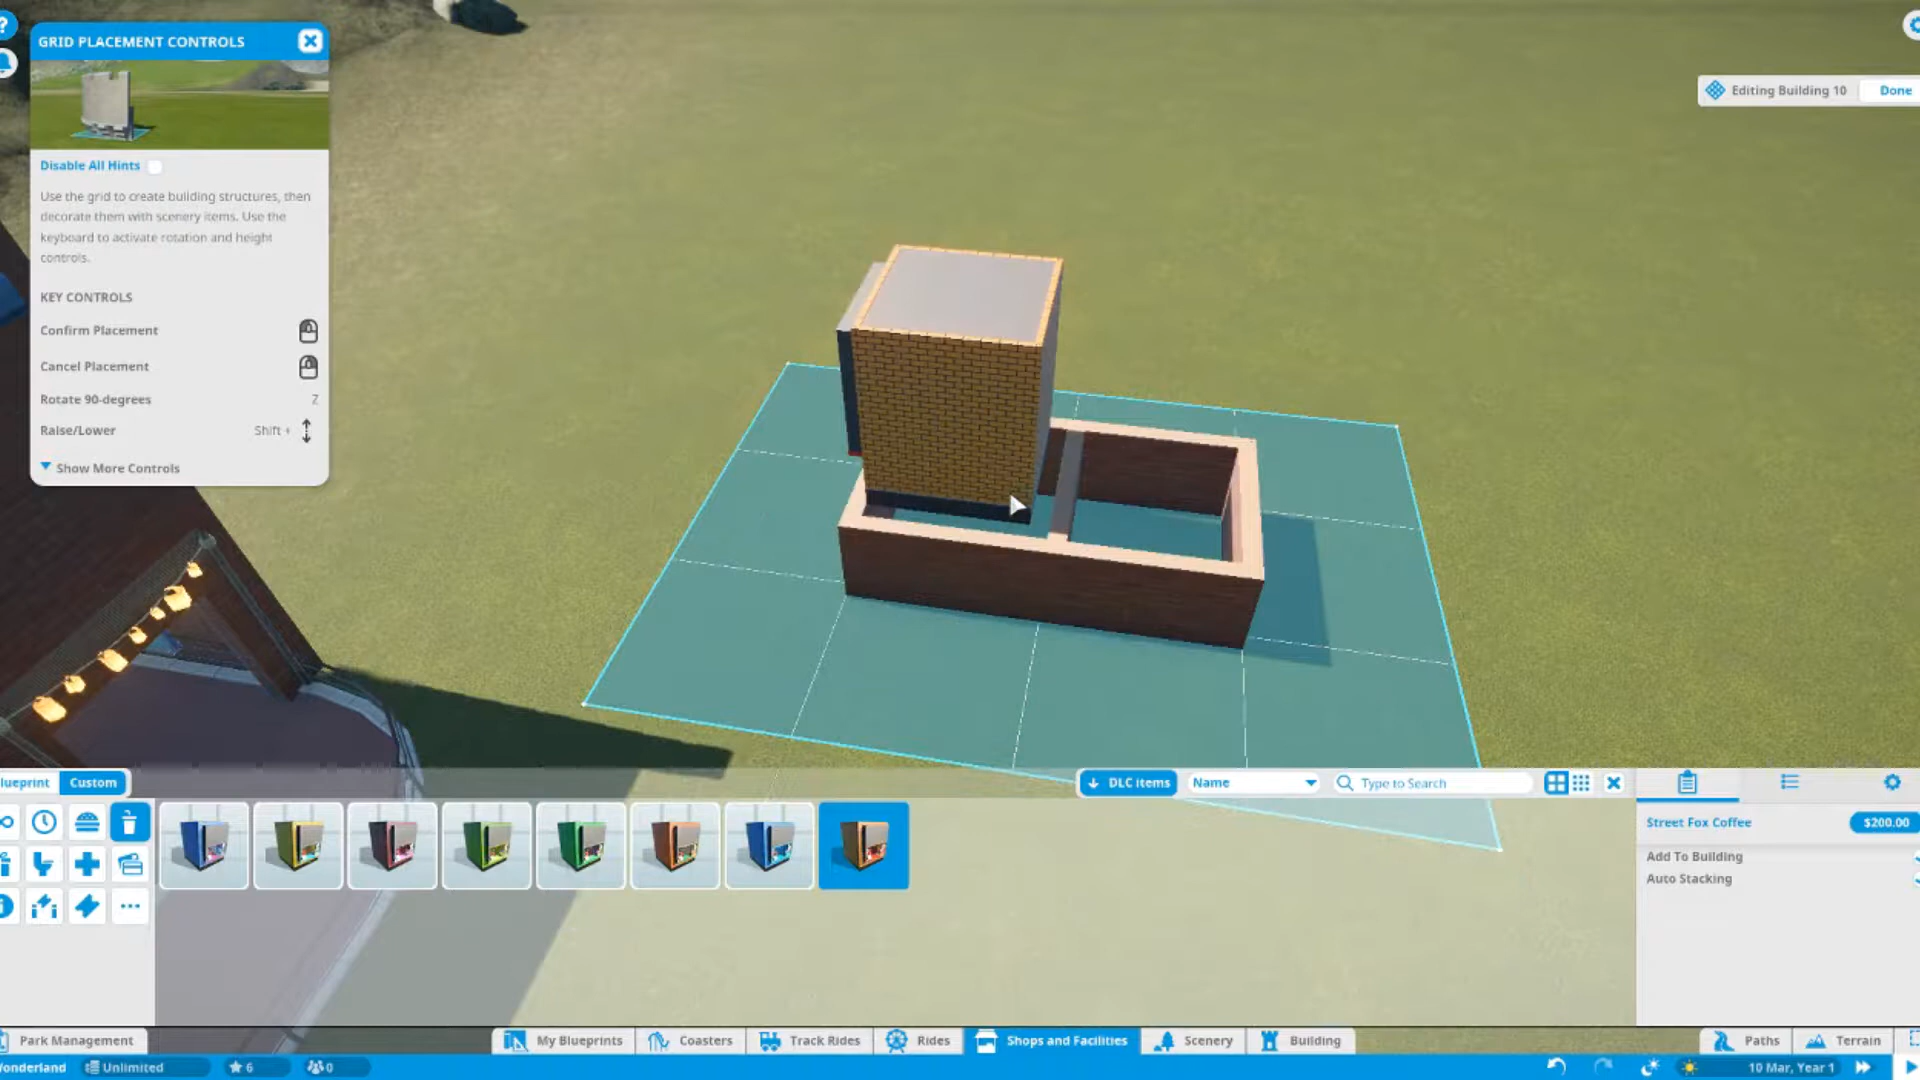 GRID PLACEMENT CONTROLS
Disable All Hints
Use the grid to create building structures, then
decorate them with scenery items. Use the
keyboard to activate rotation and height
controls.
KEY CONTROLS
Confirm Placement
Cancel Placement
Rotate 90-degrees Z
Raise/Lower Shift +
Show More Controls
Editing Building 10 Done
lueprint Custom
DLC items Name Type to Search
Street Fox Coffee $200.00
Add To Building
Auto Stacking
Park Management My Blueprints Coasters Track Rides Rides Shops and Facilities Scenery Building Paths Terrain
onderland Unlimited 6 0 10 Mar, Year 1